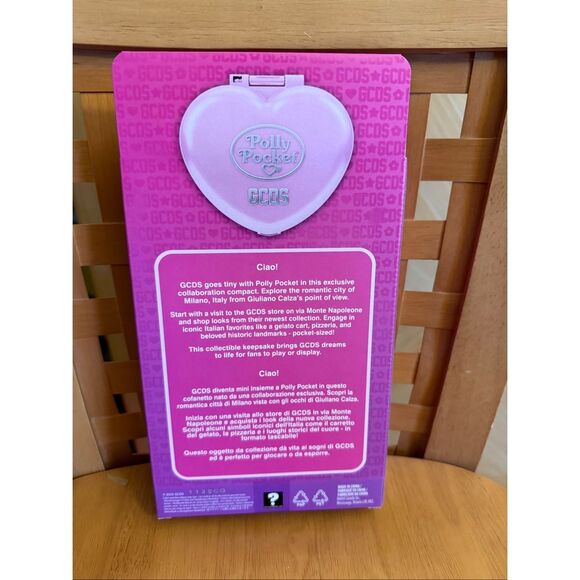 Polly
Pocket
GCDS
Ciao!
GCDS goes tiny with Polly Pocket in this exclusive
collaboration compact. Explore the romantic city of
Milano, Italy from Giuliano Calza's point of view.
Start with a visit to the GCDS store on via Monte Napoleone
and shop looks from their newest collection. Engage in
iconic Italian favorites like a gelato cart, pizzeria, and
beloved historic landmarks - pocket-sized!
This collectible keepsake brings GCDS dreams
to life for fans to play or display.
Ciao!
GCDS diventa mini insieme a Polly Pocket in questo
cofanetto nato da una collaborazione esclusiva. Scopri la
romantica città di Milano vista con gli occhi di Giuliano Calza.
Inizia con una visita allo store di GCDS in via Monte
Napoleone e acquista i look della nuova collezione.
Scopri alcuni simboli iconici dell'Italia come il carretto
del gelato, la pizzeria e i luoghi storici del cuore - in
formato tascabile!
Questo oggetto da collezione dà vita ai sogni di GCDS
ed è perfetto per giocare o da esporre.
?
PAP
PET
MADE IN CHINA